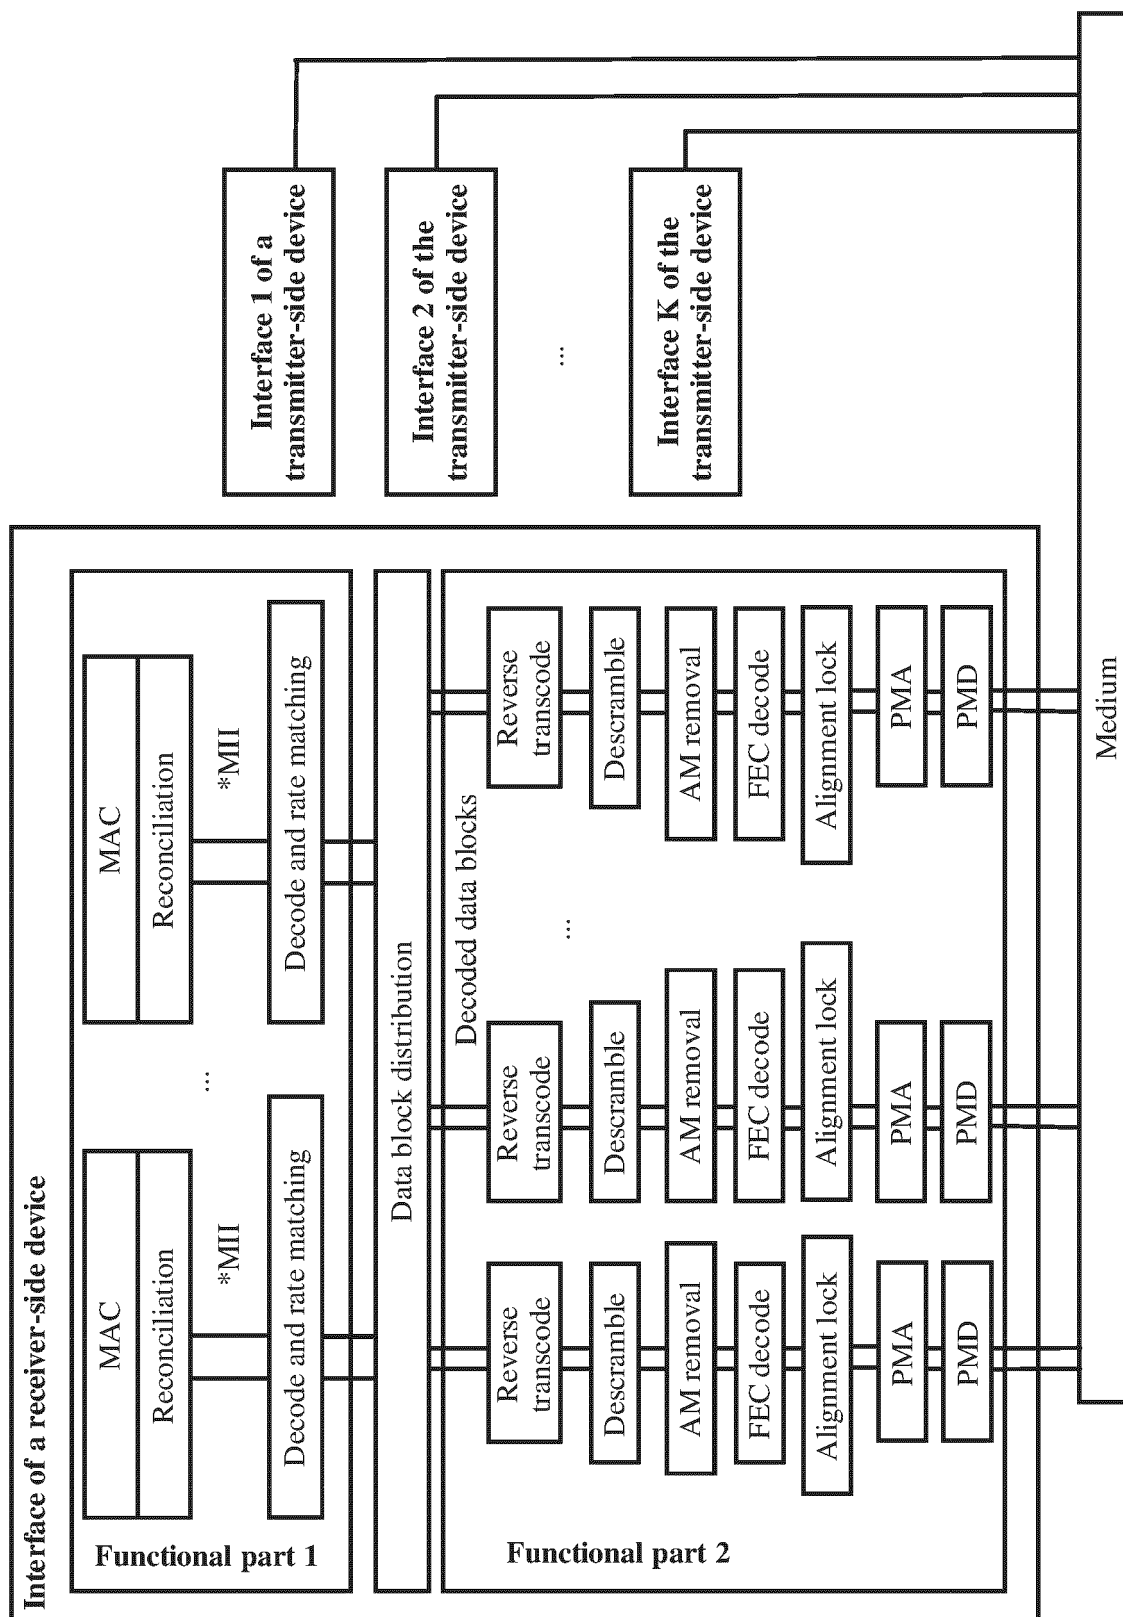 Interface of a receiver-side device
MAC
Reconciliation
*MII
Decode and rate matching
...
MAC
Reconciliation
*MII
Decode and rate matching
Functional part 1
Data block distribution
Decoded data blocks
Reverse
transcode
Descramble
AM removal
FEC decode
Alignment lock
PMA
PMD
Reverse
transcode
Descramble
AM removal
FEC decode
Alignment lock
PMA
PMD
...
Reverse
transcode
Descramble
AM removal
FEC decode
Alignment lock
PMA
PMD
Functional part 2
Interface 1 of a
transmitter-side device
Interface 2 of the
transmitter-side device
...
Interface K of the
transmitter-side device
Medium